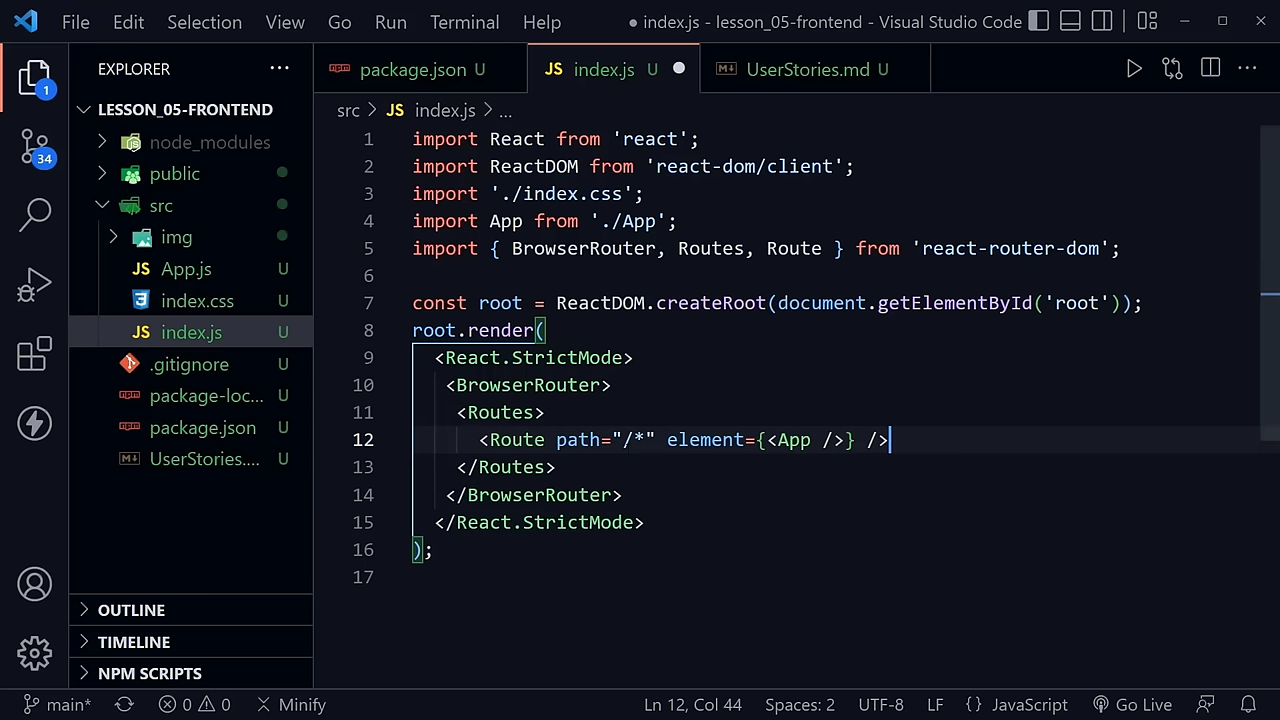 File Edit Selection View Go Run Terminal Help ● index.js - lesson_05-frontend - Visual Studio Code
EXPLORER ...
package.json U
JS index.js U
UserStories.md U
LESSON_05-FRONTEND
src > JS index.js > ...
node_modules
public
src
img
JS App.js U
index.css U
JS index.js U
.gitignore U
package-loc... U
package.json U
UserStories.... U
1
34
1 import React from 'react';
2 import ReactDOM from 'react-dom/client';
3 import './index.css';
4 import App from './App';
5 import { BrowserRouter, Routes, Route } from 'react-router-dom';
6
7 const root = ReactDOM.createRoot(document.getElementById('root'));
8 root.render(
9 <React.StrictMode>
10 <BrowserRouter>
11 <Routes>
12 <Route path="/*" element={<App />} />
13 </Routes>
14 </BrowserRouter>
15 </React.StrictMode>
16 );
17
OUTLINE
TIMELINE
NPM SCRIPTS
main* 0 0 Minify Ln 12, Col 44 Spaces: 2 UTF-8 LF {} JavaScript Go Live